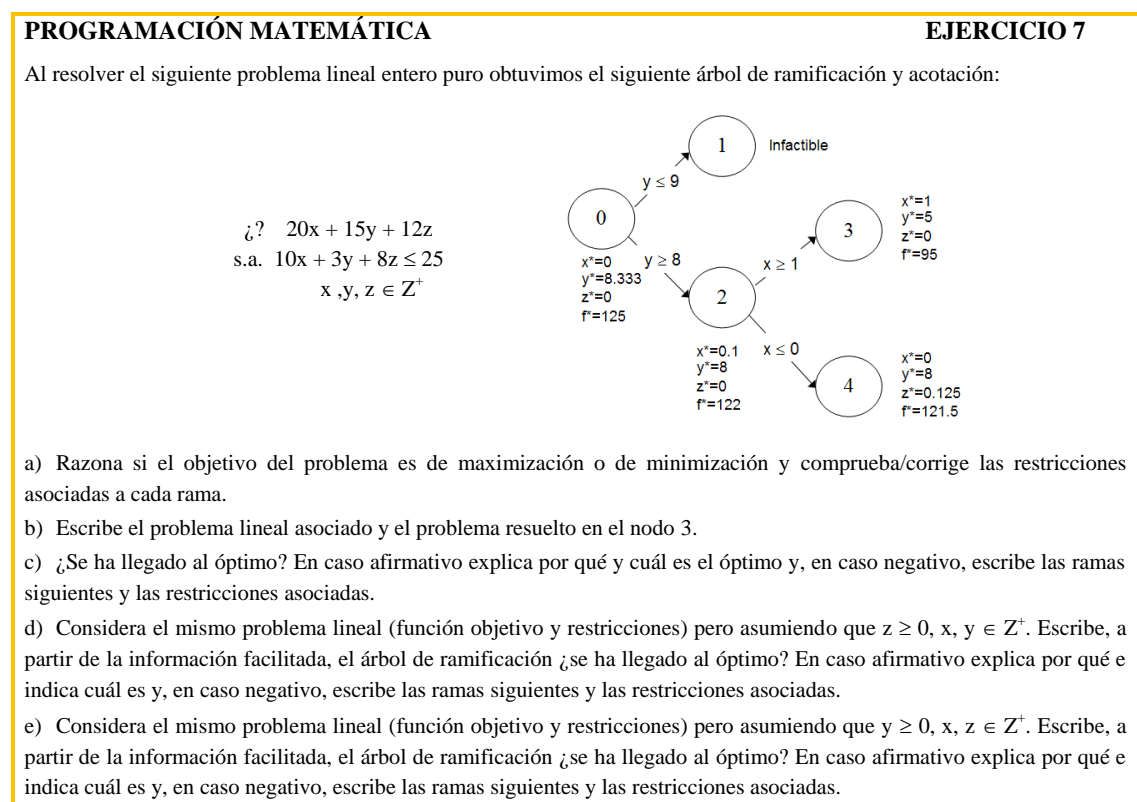 PROGRAMACIÓN MATEMÁTICA EJERCICIO 7
Al resolver el siguiente problema lineal entero puro obtuvimos el siguiente árbol de ramificación y acotación:
¿? 20x + 15y + 12z
s.a. 10x + 3y + 8z ≤ 25
x ,y, z ∈ Z⁺
1
Infactible
y ≤ 9
0
x*=0
y*=8.333
z*=0
f*=125
y ≥ 8
2
x*=0.1
y*=8
z*=0
f*=122
x ≥ 1
3
x*=1
y*=5
z*=0
f*=95
x ≤ 0
4
x*=0
y*=8
z*=0.125
f*=121.5
a) Razona si el objetivo del problema es de maximización o de minimización y comprueba/corrige las restricciones
asociadas a cada rama.
b) Escribe el problema lineal asociado y el problema resuelto en el nodo 3.
c) ¿Se ha llegado al óptimo? En caso afirmativo explica por qué y cuál es el óptimo y, en caso negativo, escribe las ramas
siguientes y las restricciones asociadas.
d) Considera el mismo problema lineal (función objetivo y restricciones) pero asumiendo que z ≥ 0, x, y ∈ Z⁺. Escribe, a
partir de la información facilitada, el árbol de ramificación ¿se ha llegado al óptimo? En caso afirmativo explica por qué e
indica cuál es y, en caso negativo, escribe las ramas siguientes y las restricciones asociadas.
e) Considera el mismo problema lineal (función objetivo y restricciones) pero asumiendo que y ≥ 0, x, z ∈ Z⁺. Escribe, a
partir de la información facilitada, el árbol de ramificación ¿se ha llegado al óptimo? En caso afirmativo explica por qué e
indica cuál es y, en caso negativo, escribe las ramas siguientes y las restricciones asociadas.